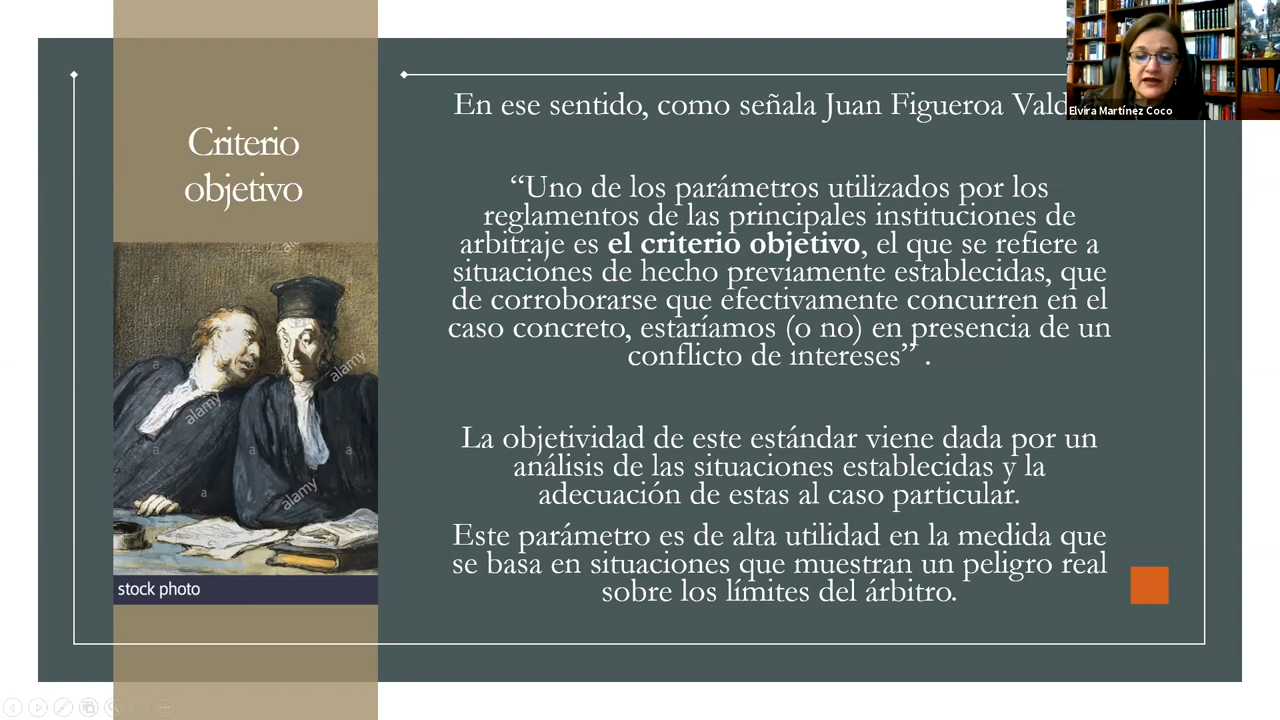 Criterio
objetivo
En ese sentido, como señala Juan Figueroa
Elvira Martínez Coco
“Uno de los parámetros utilizados por los
reglamentos de las principales instituciones de
arbitraje es el criterio objetivo, el que se refiere a
situaciones de hecho previamente establecidas, que
de corroborarse que efectivamente concurren en el
caso concreto, estaríamos (o no) en presencia de un
conflicto de intereses” .
La objetividad de este estándar viene dada por un
análisis de las situaciones establecidas y la
adecuación de estas al caso particular.
Este parámetro es de alta utilidad en la medida que
se basa en situaciones que muestran un peligro real
sobre los límites del árbitro.
alamy
alamy
alamy
a
a
a
a
a
stock photo